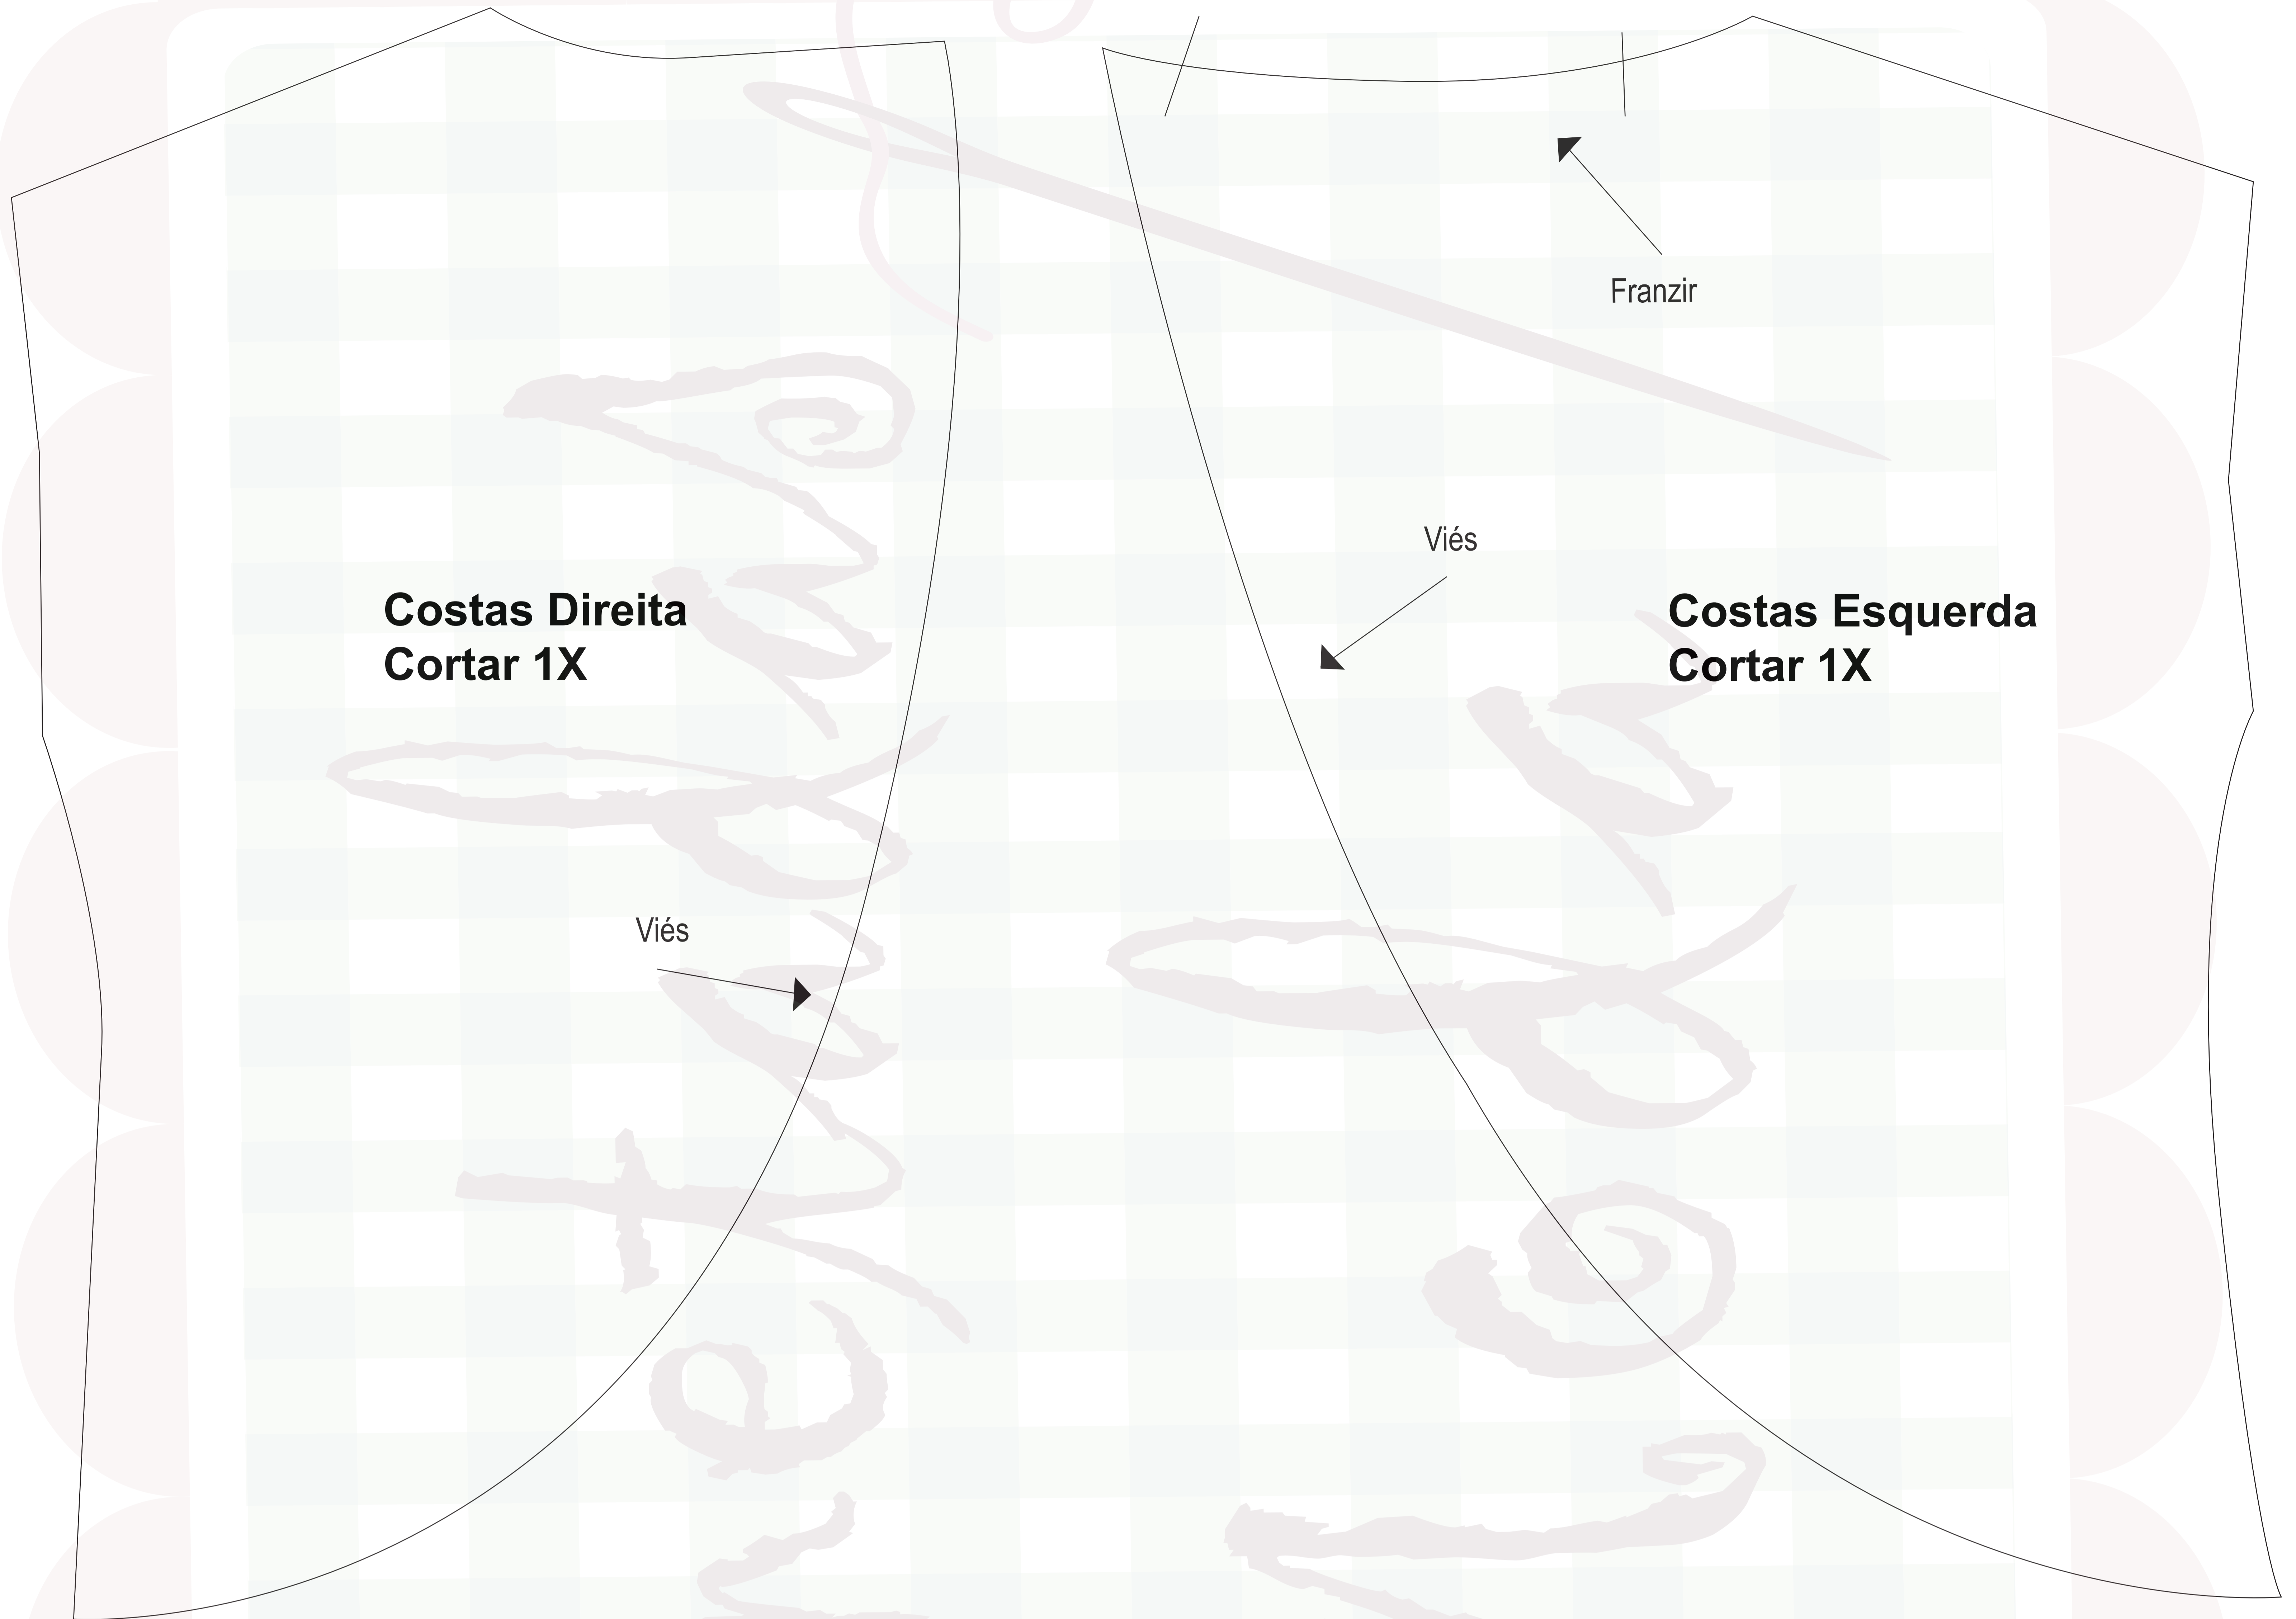 Franzir
Viés
Costas Direita
Cortar 1X
Costas Esquerda
Cortar 1X
Viés